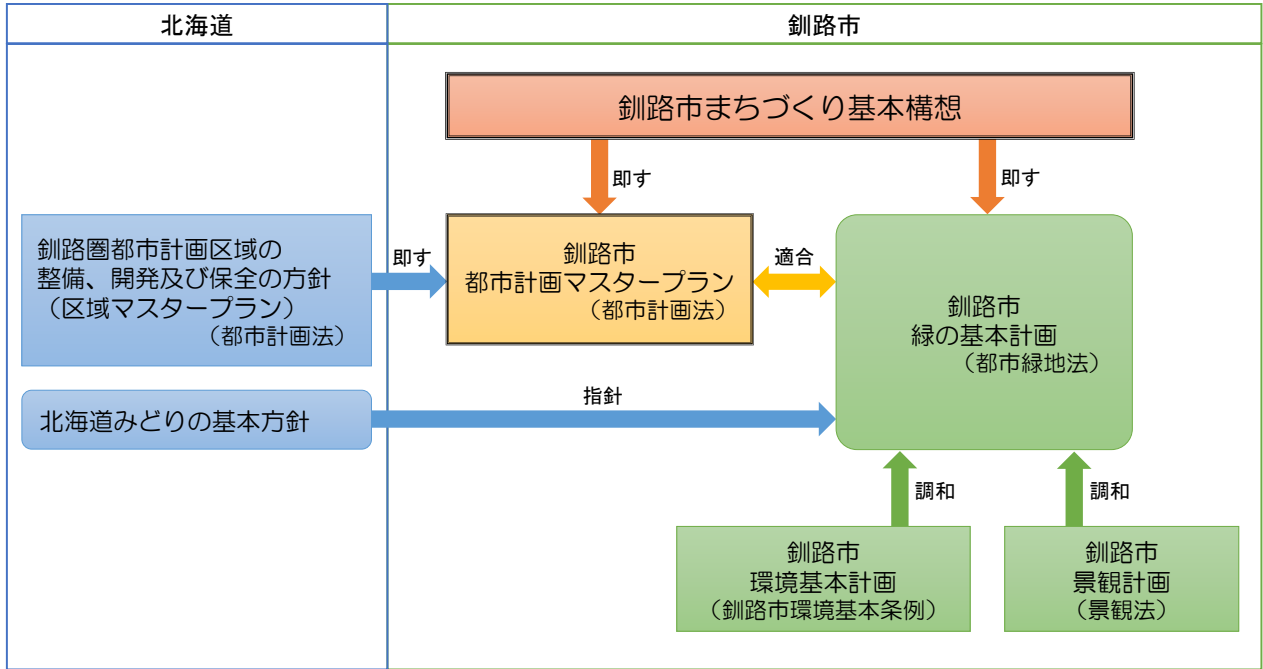 北海道
釧路市
釧路市まちづくり基本構想
即す
即す
釧路圏都市計画区域の
整備、開発及び保全の方針
（区域マスタープラン）
（都市計画法）
即す
釧路市
都市計画マスタープラン
（都市計画法）
適合
釧路市
緑の基本計画
（都市緑地法）
北海道みどりの基本方針
指針
調和
調和
釧路市
環境基本計画
（釧路市環境基本条例）
釧路市
景観計画
（景観法）